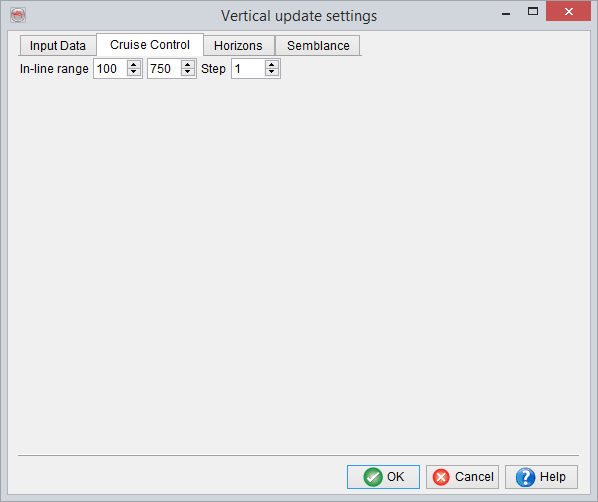 Vertical update settings
Input Data Cruise Control Horizons Semblance
In-line range 100 750 Step 1
OK Cancel Help